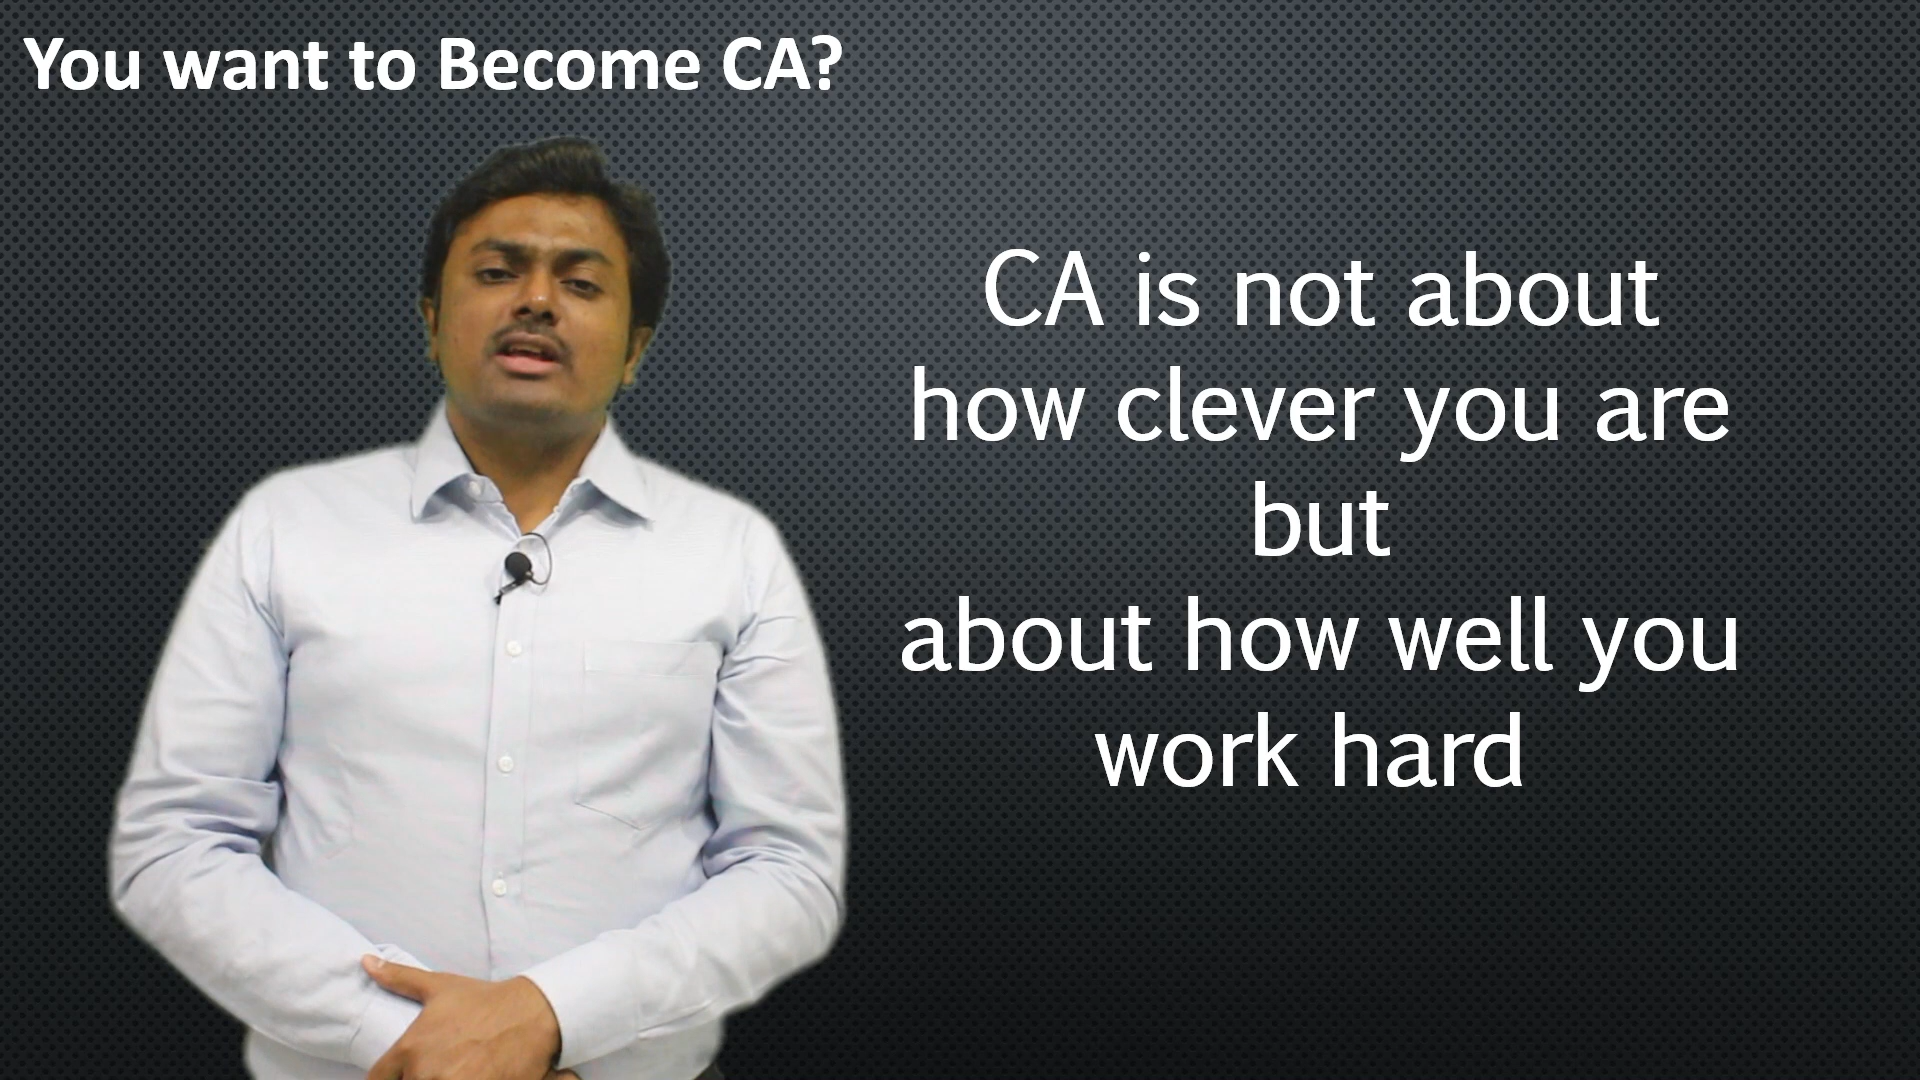 You want to Become CA?
CA is not about
how clever you are
but
about how well you
work hard